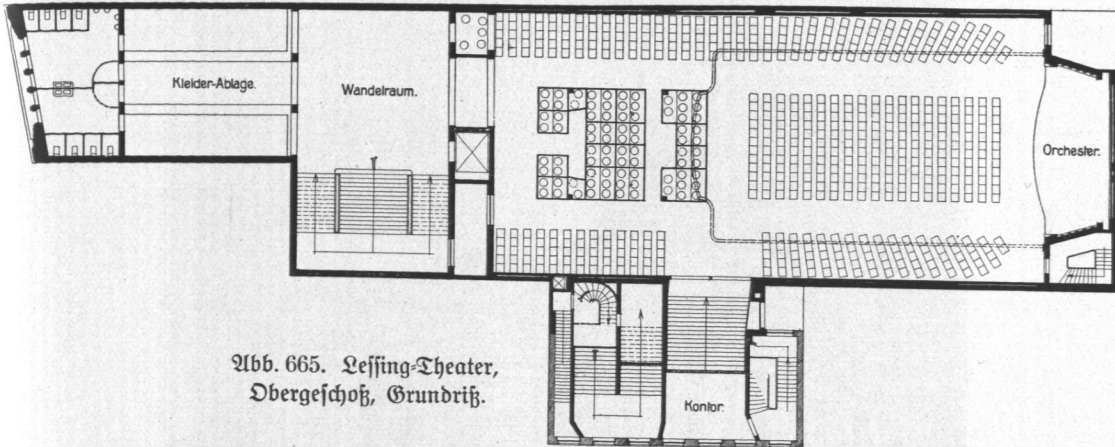 Kleider-Ablage.
Wandelraum.
Orchester.
Kontor.
Abb. 665. Lessing-Theater,
Obergeschoß, Grundriß.